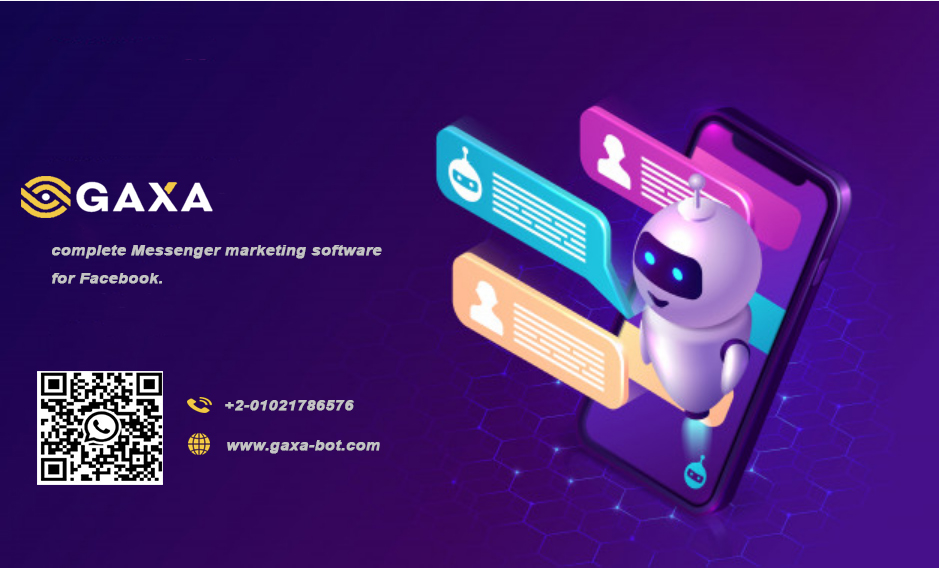 GAXA
complete Messenger marketing software
for Facebook.
+2-01021786576
www.gaxa-bot.com